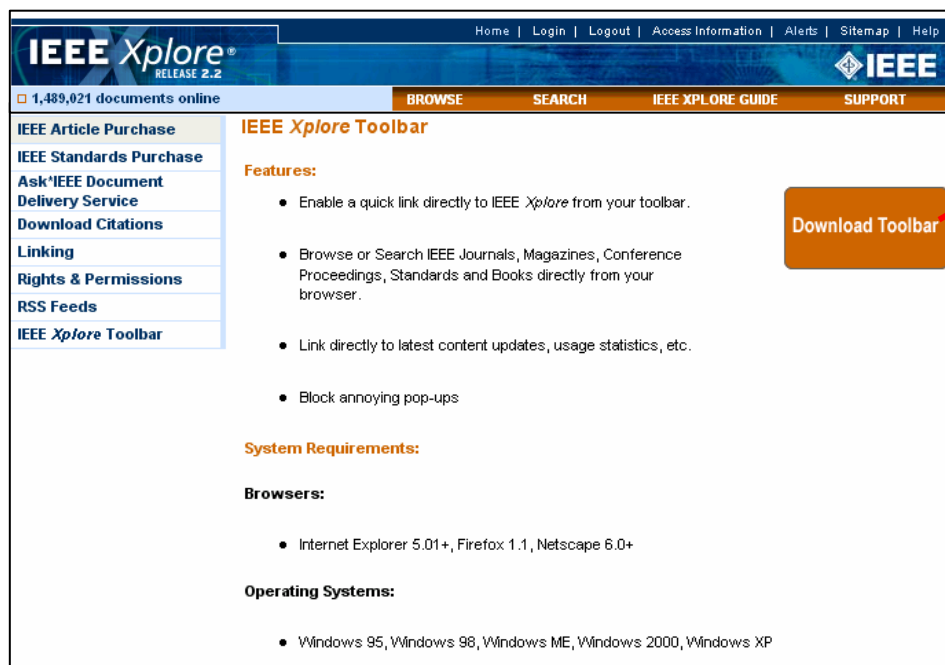 Home | Login | Logout | Access Information | Alerts | Sitemap | Help
IEEE Xplore®
RELEASE 2.2
IEEE
1,489,021 documents online
BROWSE SEARCH IEEE XPLORE GUIDE SUPPORT
IEEE Article Purchase
IEEE Standards Purchase
Ask*IEEE Document
Delivery Service
Download Citations
Linking
Rights & Permissions
RSS Feeds
IEEE Xplore Toolbar
IEEE Xplore Toolbar
Features:
● Enable a quick link directly to IEEE Xplore from your toolbar.
● Browse or Search IEEE Journals, Magazines, Conference
Proceedings, Standards and Books directly from your
browser.
● Link directly to latest content updates, usage statistics, etc.
● Block annoying pop-ups
Download Toolbar
System Requirements:
Browsers:
● Internet Explorer 5.01+, Firefox 1.1, Netscape 6.0+
Operating Systems:
● Windows 95, Windows 98, Windows ME, Windows 2000, Windows XP